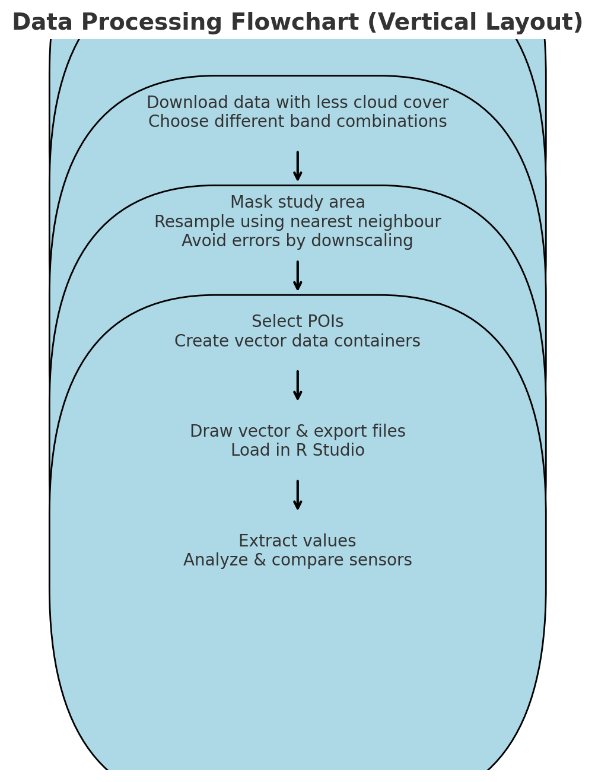 Data Processing Flowchart (Vertical Layout)
Download data with less cloud cover
Choose different band combinations
Mask study area
Resample using nearest neighbour
Avoid errors by downscaling
Select POIs
Create vector data containers
Draw vector & export files
Load in R Studio
Extract values
Analyze & compare sensors